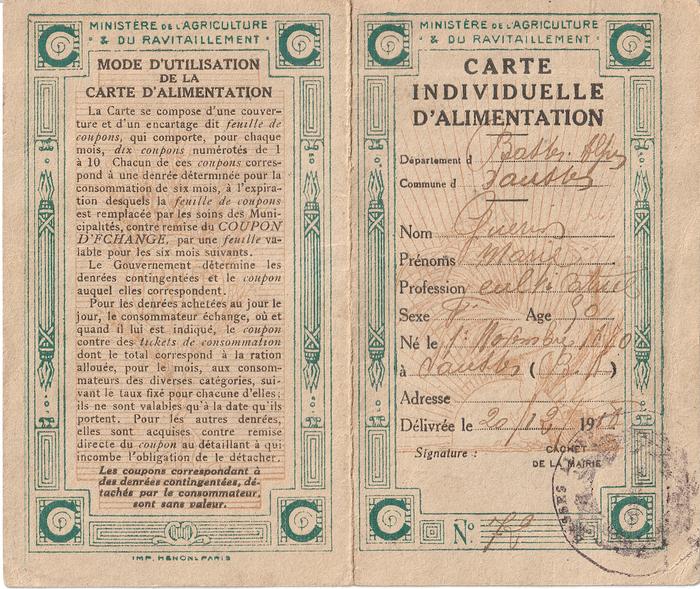 MINISTÈRE DE L'AGRICULTURE
& DU RAVITAILLEMENT
MODE D'UTILISATION
DE LA
CARTE D'ALIMENTATION
La Carte se compose d'une couver-
ture et d'un encartage dit feuille de
coupons, qui comporte, pour chaque
mois, dix coupons numérotés de 1
à 10 Chacun de ces coupons corres-
pond à une denrée déterminée pour la
consommation de six mois, à l'expira-
tion desquels la feuille de coupons
est remplacée par les soins des Muni-
cipalités, contre remise du COUPON
D'ÉCHANGE, par une feuille va-
lable pour les six mois suivants.
Le Gouvernement détermine les
denrées contingentées et le coupon
auquel elles correspondent.
Pour les denrées achetées au jour le
jour, le consommateur échange, où et
quand il lui est indiqué, le coupon
contre des tickets de consommation
dont le total correspond à la ration
allouée, pour le mois, aux consom-
mateurs des diverses catégories, sui-
vant le taux fixé pour chacune d'elles;
ils ne sont valables qu'à la date qu'ils
portent. Pour les autres denrées,
elles sont acquises contre remise
directe du coupon au détaillant à qui
incombe l'obligation de le détacher.
Les coupons correspondant à
des denrées contingentées, dé-
tachés par le consommateur,
sont sans valeur.
IMP. HÉNON. PARIS
MINISTÈRE DE L'AGRICULTURE
& DU RAVITAILLEMENT
CARTE
INDIVIDUELLE
D'ALIMENTATION
Département d Basses-Alpes
Commune d
Nom
Prénoms Marie
Profession
Sexe Age
Né le 1er Novembre
à ( B.A )
Adresse
Délivrée le 20/12/ 19
Signature :
CACHET
DE LA MAIRIE
N°